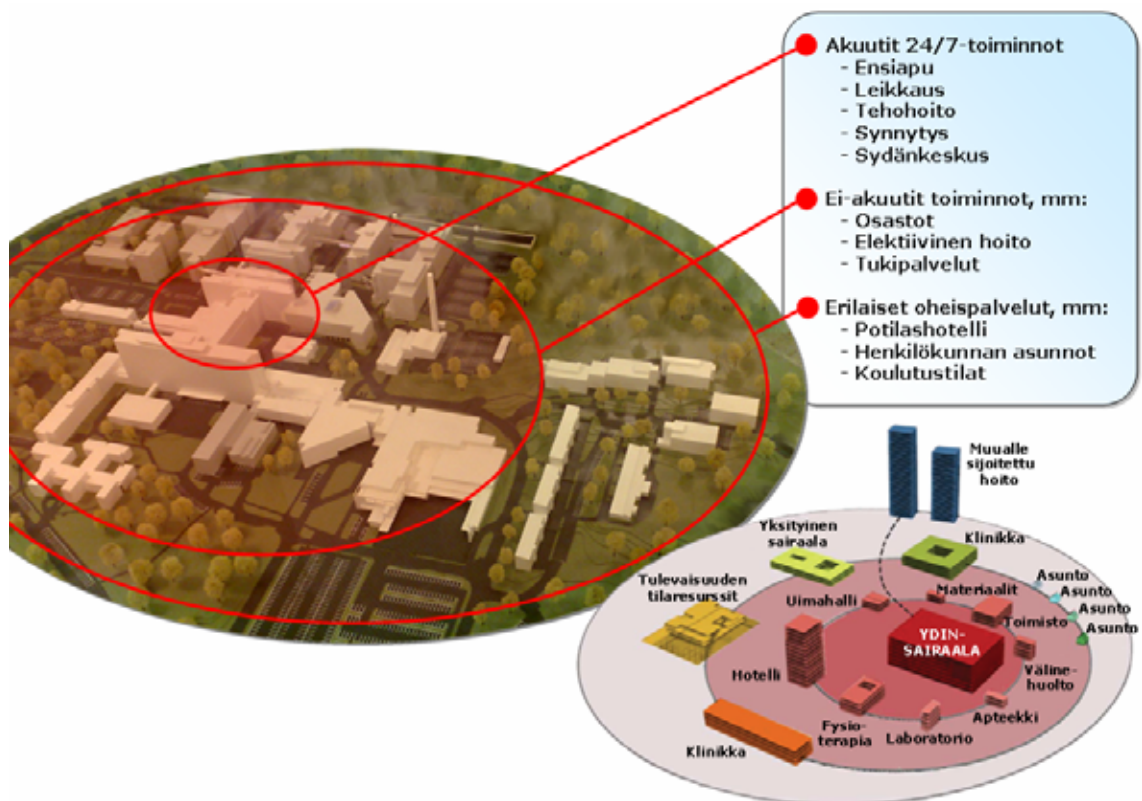 Akuutit 24/7-toiminnot
- Ensiapu
- Leikkaus
- Tehohoito
- Synnytys
- Sydänkeskus
Ei-akuutit toiminnot, mm:
- Osastot
- Elektiivinen hoito
- Tukipalvelut
Erilaiset oheispalvelut, mm:
- Potilashotelli
- Henkilökunnan asunnot
- Koulutustilat
Muualle
sijoitettu
hoito
Yksityinen
sairaala
Klinikka
Tulevaisuuden
tilaresurssit
Uimahalli
Materiaalit
Asunto
Asunto
Asunto
Asunto
Toimisto
YDIN-
SAIRAALA
Väline-
huolto
Hotelli
Apteekki
Fysio-
terapia
Laboratorio
Klinikka